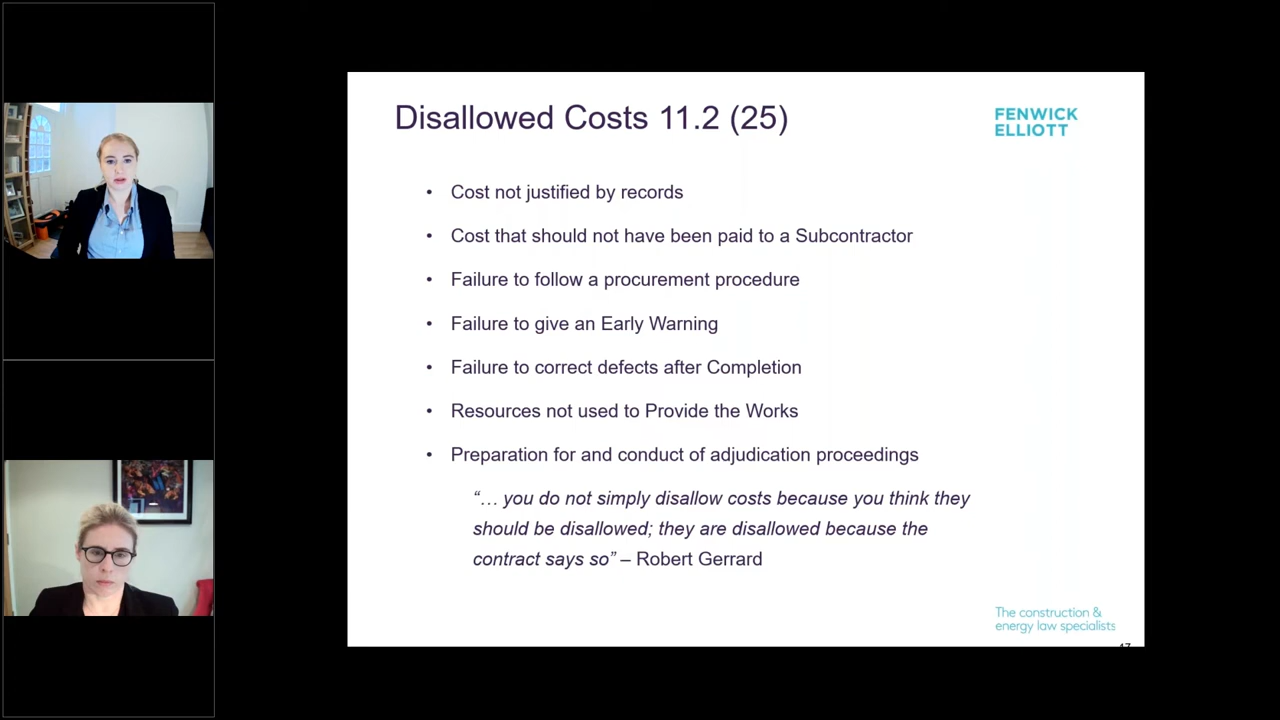 Disallowed Costs 11.2 (25)
FENWICK
ELLIOTT
• Cost not justified by records
• Cost that should not have been paid to a Subcontractor
• Failure to follow a procurement procedure
• Failure to give an Early Warning
• Failure to correct defects after Completion
• Resources not used to Provide the Works
• Preparation for and conduct of adjudication proceedings
“… you do not simply disallow costs because you think they
should be disallowed; they are disallowed because the
contract says so” – Robert Gerrard
The construction &
energy law specialists